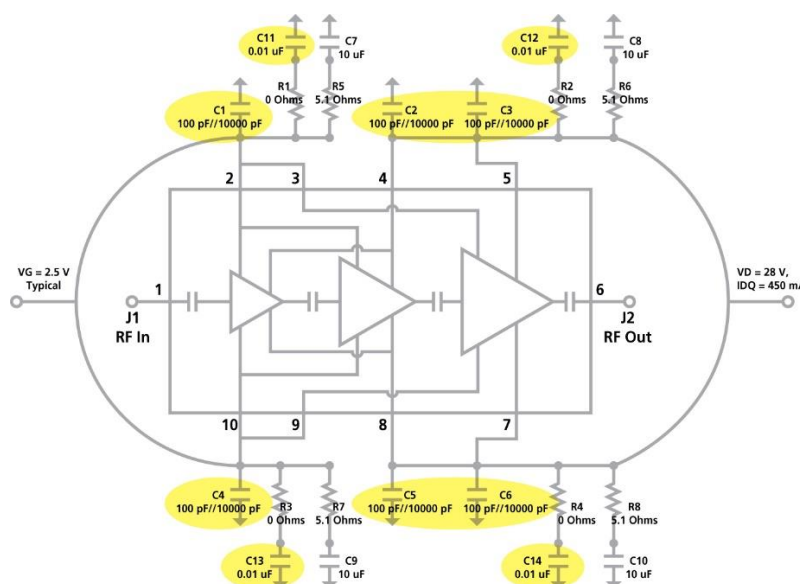 C11
0.01 uF
C7
10 uF
C12
0.01 uF
C8
10 uF
R1
0 Ohms
R5
5.1 Ohms
R2
0 Ohms
R6
5.1 Ohms
C1
100 pF//10000 pF
C2
100 pF//10000 pF
C3
100 pF//10000 pF
2
3
4
5
VG = 2.5 V
Typical
1
J1
RF In
6
J2
RF Out
VD = 28 V,
IDQ = 450 mA
10
9
8
7
C4
100 pF//10000 pF
R3
0 Ohms
R7
5.1 Ohms
C5
100 pF//10000 pF
C6
100 pF//10000 pF
R4
0 Ohms
R8
5.1 Ohms
C13
0.01 uF
C9
10 uF
C14
0.01 uF
C10
10 uF